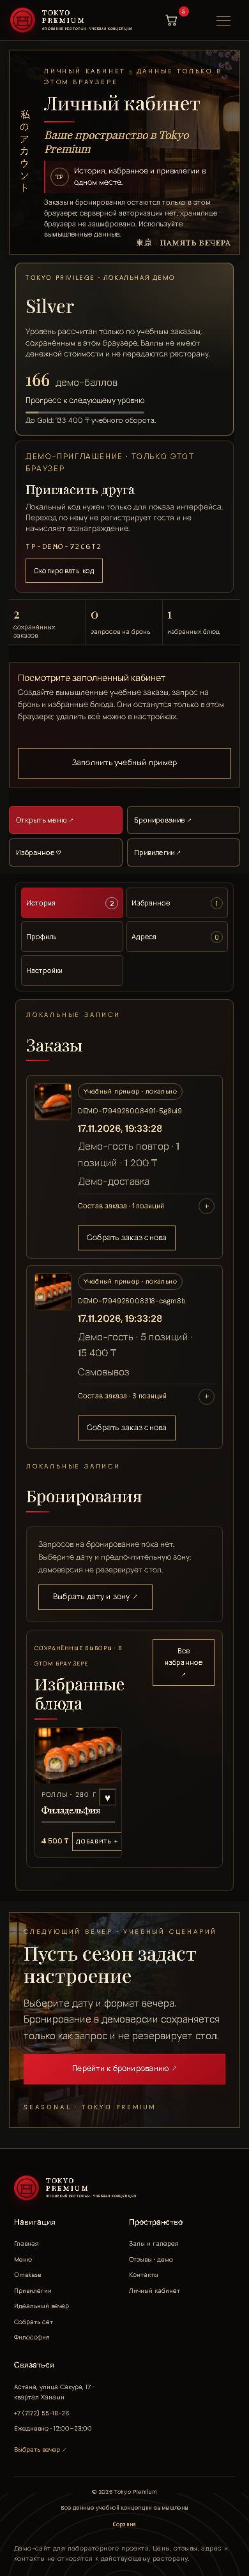 TOKYO
PREMIUM
ЯПОНСКИЙ РЕСТОРАН · УЧЕБНАЯ КОНЦЕПЦИЯ
ЛИЧНЫЙ КАБИНЕТ · ДАННЫЕ ТОЛЬКО В
ЭТОМ БРАУЗЕРЕ
私のアカウント
Личный кабинет
Ваше пространство в Tokyo
Premium
TP
История, избранное и привилегии в
одном месте.
Заказы и бронирования остаются только в этом
браузере: серверной авторизации нет, хранилище
браузера не зашифровано. Используйте
вымышленные данные.
東京 · ПАМЯТЬ ВЕЧЕРА
TOKYO PRIVILEGE · ЛОКАЛЬНАЯ ДЕМО
Silver
Уровень рассчитан только по учебным заказам,
сохранённым в этом браузере. Баллы не имеют
денежной стоимости и не передаются ресторану.
166 демо-баллов
Прогресс к следующему уровню
До Gold: 133 400 ₸ учебного оборота.
ДЕМО-ПРИГЛАШЕНИЕ · ТОЛЬКО ЭТОТ
БРАУЗЕР
Пригласить друга
Локальный код нужен только для показа интерфейса.
Переход по нему не регистрирует гостя и не
начисляет вознаграждение.
TP-DEMO-72C6T2
Скопировать код
2
сохранённых
заказов
0
запросов на бронь
1
избранных блюд
Посмотрите заполненный кабинет
Создайте вымышленные учебные заказы, запрос на
бронь и избранные блюда. Они останутся только в этом
браузере; удалить всё можно в настройках.
Заполнить учебный пример
Открыть меню ↗
Бронирование ↗
Избранное ♡
Привилегии ↗
История 2
Избранное 1
Профиль
Адреса 0
Настройки
ЛОКАЛЬНЫЕ ЗАПИСИ
Заказы
Учебный пример · локально
DEMO-1794926008491-5g8ul9
17.11.2026, 19:33:28
Демо-гость повтор · 1
позиций · 1 200 ₸
Демо-доставка
Состав заказа · 1 позиций +
Собрать заказ снова
Учебный пример · локально
DEMO-1794926008318-cagm8b
17.11.2026, 19:33:28
Демо-гость · 5 позиций ·
15 400 ₸
Самовывоз
Состав заказа · 3 позиций +
Собрать заказ снова
ЛОКАЛЬНЫЕ ЗАПИСИ
Бронирования
Запросов на бронирование пока нет.
Выберите дату и предпочтительную зону;
демоверсия не резервирует стол.
Выбрать дату и зону ↗
СОХРАНЁННЫЕ ВЫБОРЫ · В
ЭТОМ БРАУЗЕРЕ
Избранные
блюда
Все
избранное
↗
РОЛЛЫ · 280 Г ♥
Филадельфия
4 500 ₸ ДОБАВИТЬ +
СЛЕДУЮЩИЙ ВЕЧЕР · УЧЕБНЫЙ СЦЕНАРИЙ
Пусть сезон задаст
настроение
Выберите дату и формат вечера.
Бронирование в демоверсии сохраняется
только как запрос и не резервирует стол.
Перейти к бронированию ↗
SEASONAL · TOKYO PREMIUM
TOKYO
PREMIUM
ЯПОНСКИЙ РЕСТОРАН · УЧЕБНАЯ КОНЦЕПЦИЯ
Навигация
Главная
Меню
Omakase
Привилегии
Идеальный вечер
Собрать сет
Философия
Пространство
Залы и галерея
Отзывы · демо
Контакты
Личный кабинет
Связаться
Астана, улица Сакура, 17 ·
квартал Ханами
+7 (7172) 55-18-26
Ежедневно · 12:00–23:00
Выбрать вечер ↗
© 2026 Tokyo Premium
Все данные учебной концепции вымышлены
Корзина
Демо-сайт для лабораторного проекта. Цены, отзывы, адрес и
контакты не относятся к действующему ресторану.